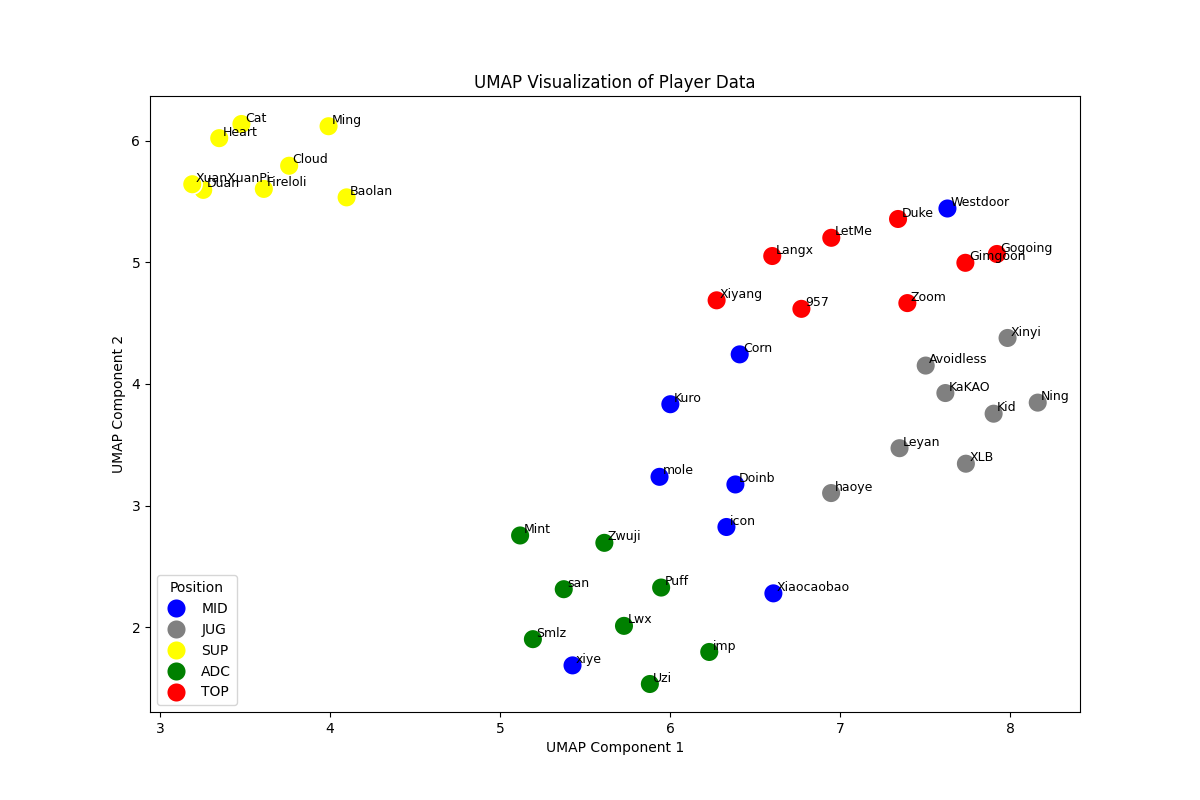 UMAP Visualization of Player Data
Cat
Ming
Heart
Cloud
XuanXuanPi
Duan
Fireloli
Baolan
Westdoor
Duke
LetMe
Langx
Gogoing
Gimgoon
Xiyang
957
Zoom
Xinyi
Corn
Avoidless
KaKAO
Ning
Kuro
Kid
Leyan
XLB
mole
Doinb
haoye
icon
Mint
Zwuji
san
Puff
Xiaocaobao
Lwx
Smlz
imp
xiye
Uzi
6
5
4
3
2
UMAP Component 2
Position
MID
JUG
SUP
ADC
TOP
3 4 5 6 7 8
UMAP Component 1